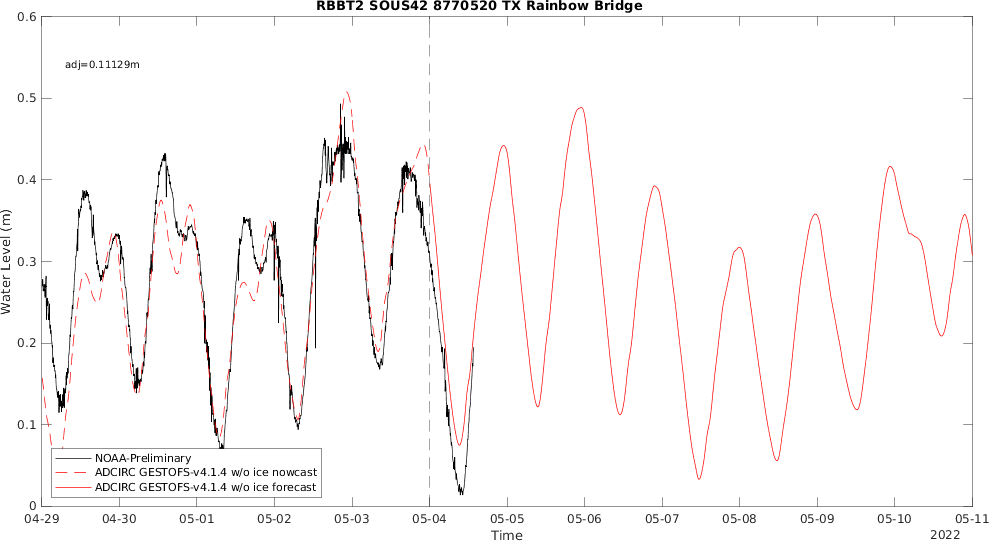 RBBT2 SOUS42 8770520 TX Rainbow Bridge
0.6
adj=0.11129m
0.5
0.4
0.3
Water Level (m)
0.2
0.1
0
NOAA-Preliminary
ADCIRC GESTOFS-v4.1.4 w/o ice nowcast
ADCIRC GESTOFS-v4.1.4 w/o ice forecast
04-29 04-30 05-01 05-02 05-03 05-04 05-05 05-06 05-07 05-08 05-09 05-10 05-11
Time
2022